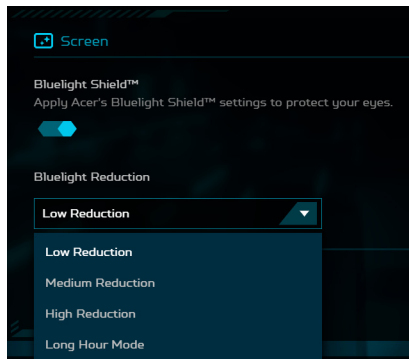 Screen
Bluelight Shield™
Apply Acer's Bluelight Shield™ settings to protect your eyes.
Bluelight Reduction
Low Reduction
Low Reduction
Medium Reduction
High Reduction
Long Hour Mode